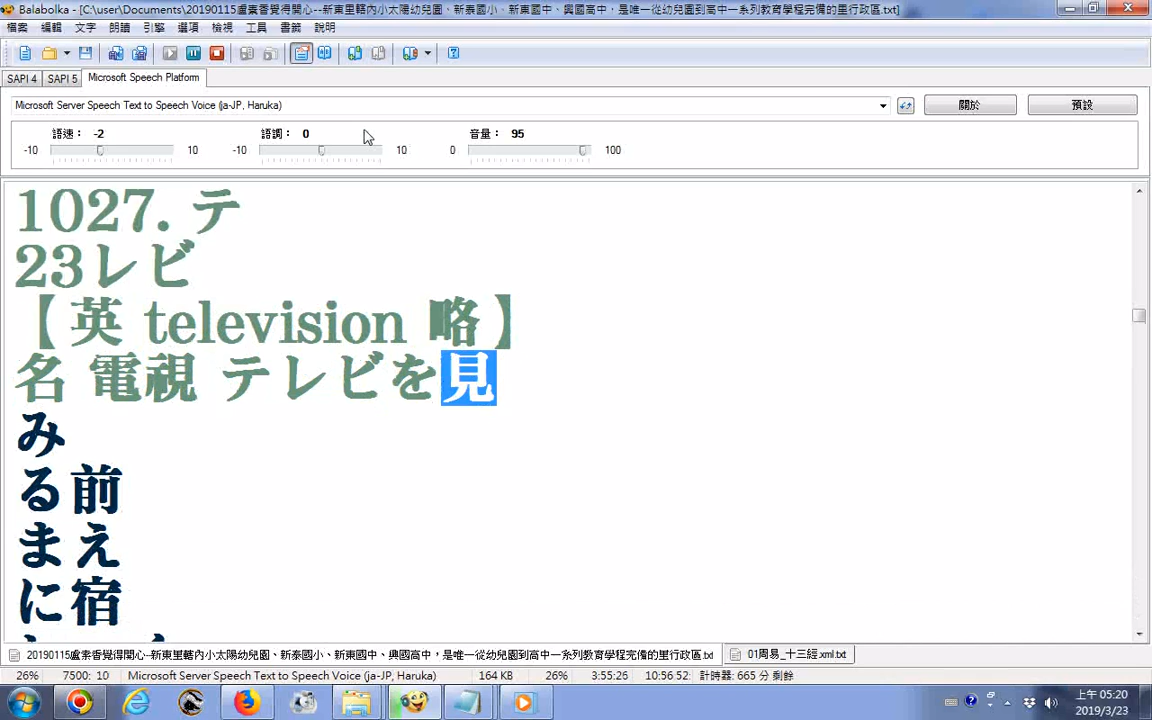 Balabolka - [C:\user\Documents\20190115盧素香覺得開心--新東里轄內小太陽幼兒園、新泰國小、新東國中、興國高中，是唯一從幼兒園到高中一系列教育學程完備的里行政區.txt]
檔案 編輯 文字 朗讀 引擎 選項 檢視 工具 書籤 說明
SAPI 4 SAPI 5 Microsoft Speech Platform
Microsoft Server Speech Text to Speech Voice (ja-JP, Haruka) 關於 預設
語速： -2 語調： 0 音量： 95
-10 10 -10 10 0 100
1027. テ
23レビ
【 英 television 略 】
名 電視 テレビを見
み
る 前
ま え
に 宿
20190115盧素香覺得開心--新東里轄內小太陽幼兒園、新泰國小、新東國中、興國高中，是唯一從幼兒園到高中一系列教育學程完備的里行政區.txt 01周易_十三經.xml.txt
26% 7500: 10 Microsoft Server Speech Text to Speech Voice (ja-JP, Haruka) 164 KB 26% 3:55:26 10:56:52 計時器: 665 分 剩餘
上午 05:20
2019/3/23